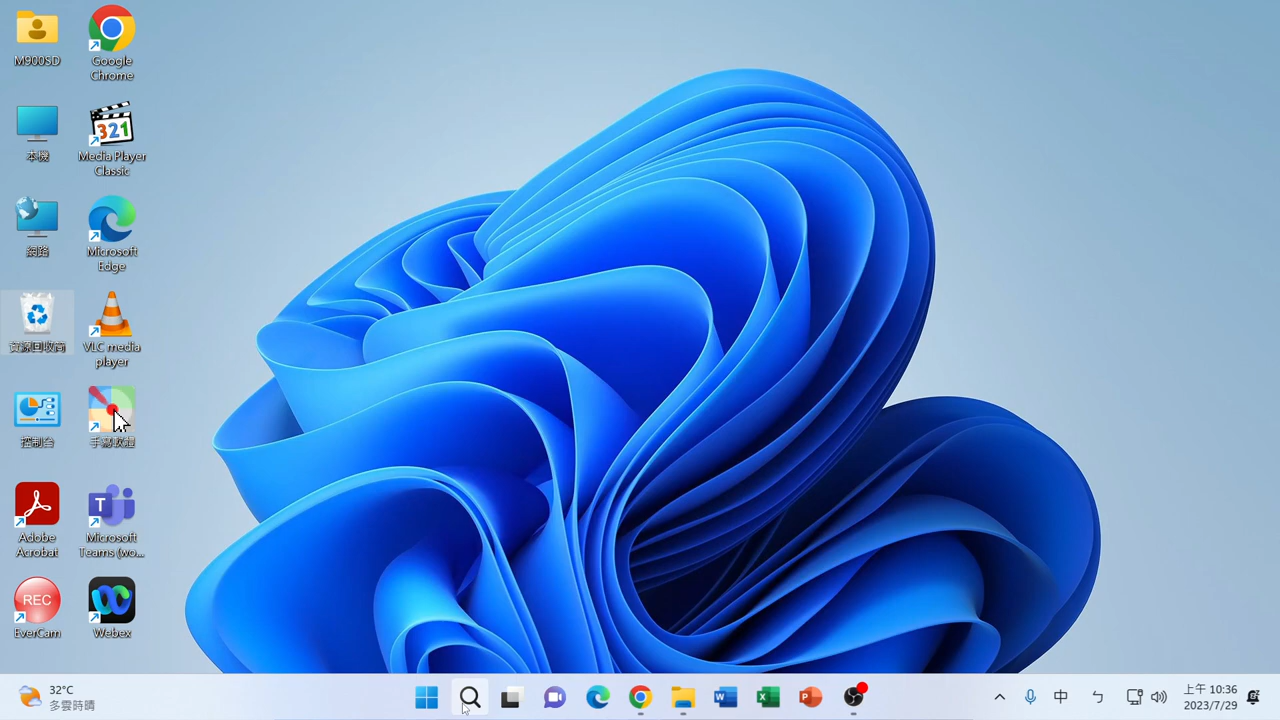 M900SD
Google
Chrome
本機
321
Media Player
Classic
網路
Microsoft
Edge
資源回收筒
VLC media
player
控制台
手寫軟體
Adobe
Acrobat
T
Microsoft
Teams (wo...
REC
EverCam
Webex
32°C
多雲時晴
W
X
P
中
ㄅ
上午 10:36
2023/7/29